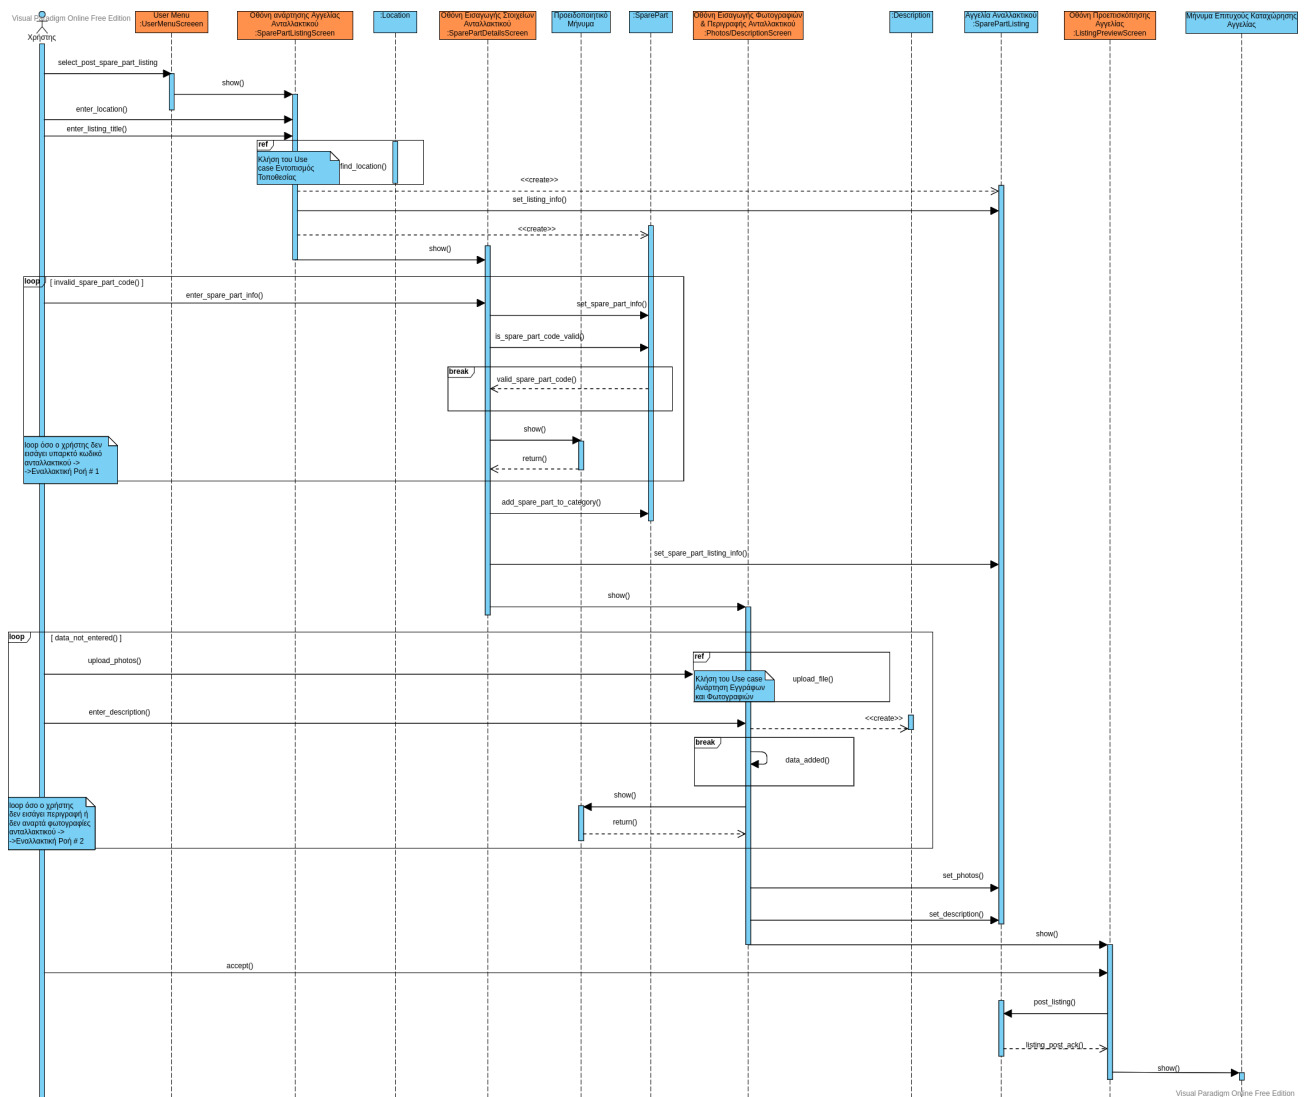 Visual Paradigm Online Free Edition
Χρήστης
User Menu
:UserMenuScreeen
Οθόνη ανάρτησης Αγγελίας
Ανταλλακτικού
:SparePartListingScreen
:Location
Οθόνη Εισαγωγής Στοιχείων
Ανταλλακτικού
:SparePartDetailsScreen
Προειδοποιητικό
Μήνυμα
:SparePart
Οθόνη Εισαγωγής Φωτογραφιών
& Περιγραφής Ανταλλακτικού
:Photos/DescriptionScreen
:Description
Αγγελία Ανταλλακτικού
:SparePartListing
Οθόνη Προεπισκόπησης
Αγγελίας
:ListingPreviewScreen
Μήνυμα Επιτυχούς Καταχώρησης
Αγγελίας
select_post_spare_part_listing
show()
enter_location()
enter_listing_title()
ref
Κλήση του Use
case Εντοπισμός
Τοποθεσίας
find_location()
<<create>>
set_listing_info()
<<create>>
show()
loop
[ invalid_spare_part_code() ]
enter_spare_part_info()
set_spare_part_info()
is_spare_part_code_valid()
break
valid_spare_part_code()
show()
return()
loop όσο ο χρήστης δεν
εισάγει υπαρκτό κωδικό
ανταλλακτικού ->
->Εναλλακτική Ροή # 1
add_spare_part_to_category()
set_spare_part_listing_info()
show()
loop
[ data_not_entered() ]
upload_photos()
ref
Κλήση του Use case
Ανάρτηση Εγγράφων
και Φωτογραφιών
upload_file()
enter_description()
<<create>>
break
data_added()
show()
return()
loop όσο ο χρήστης
δεν εισάγει περιγραφή ή
δεν αναρτά φωτογραφίες
ανταλλακτικού ->
->Εναλλακτική Ροή # 2
set_photos()
set_description()
show()
accept()
post_listing()
listing_post_ack()
show()
Visual Paradigm Online Free Edition